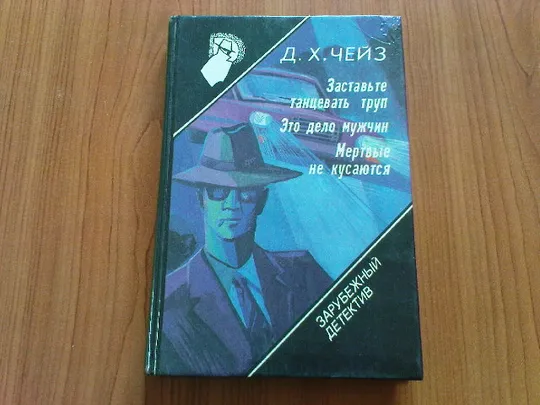 Д. Х. ЧЕЙЗ
Заставьте
танцевать труп
Это дело мужчин
Мертвые
не кусаются
ЗАРУБЕЖНЫЙ
ДЕТЕКТИВ